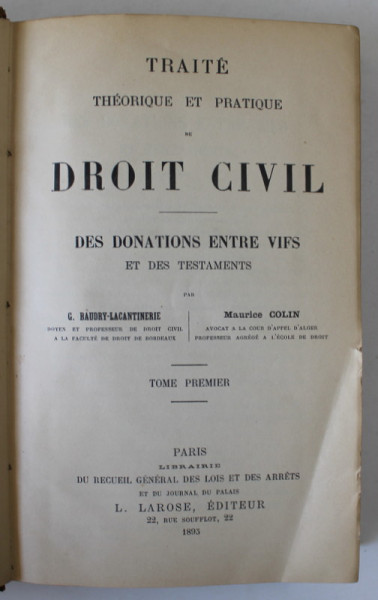 TRAITÉ
THÉORIQUE ET PRATIQUE
DE
DROIT CIVIL
DES DONATIONS ENTRE VIFS
ET DES TESTAMENTS
PAR
G. BAUDRY-LACANTINERIE
DOYEN ET PROFESSEUR DE DROIT CIVIL
A LA FACULTÉ DE DROIT DE BORDEAUX
Maurice COLIN
AVOCAT A LA COUR D'APPEL D'ALGER
PROFESSEUR AGRÉGÉ A L'ÉCOLE DE DROIT
TOME PREMIER
PARIS
LIBRAIRIE
DU RECUEIL GÉNÉRAL DES LOIS ET DES ARRÊTS
ET DU JOURNAL DU PALAIS
L. LAROSE, ÉDITEUR
22, RUE SOUFFLOT, 22
1895